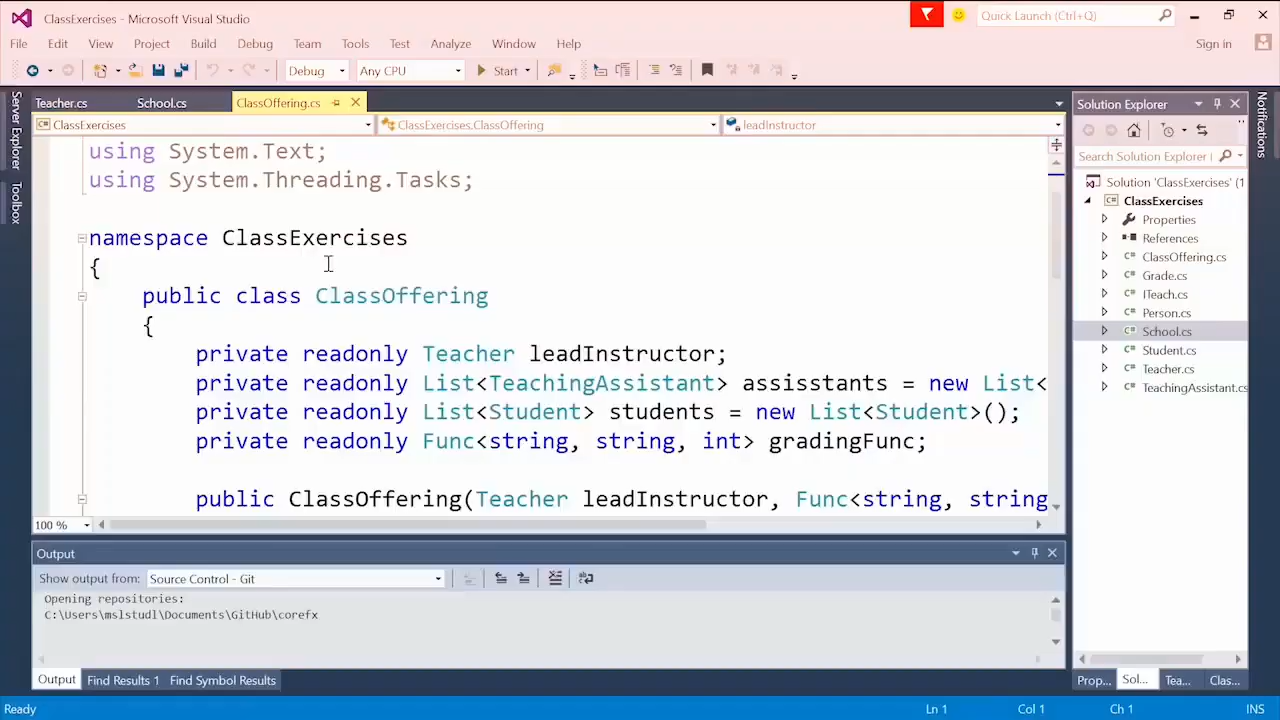 ClassExercises - Microsoft Visual Studio
Quick Launch (Ctrl+Q)
File Edit View Project Build Debug Team Tools Test Analyze Window Help
Sign in
Debug Any CPU Start
Server Explorer
Toolbox
Teacher.cs School.cs ClassOffering.cs
ClassExercises ClassExercises.ClassOffering leadInstructor
using System.Text;
using System.Threading.Tasks;
namespace ClassExercises
{
public class ClassOffering
{
private readonly Teacher leadInstructor;
private readonly List<TeachingAssistant> assisstants = new List<
private readonly List<Student> students = new List<Student>();
private readonly Func<string, string, int> gradingFunc;
public ClassOffering(Teacher leadInstructor, Func<string, string
100 %
Output
Show output from: Source Control - Git
Opening repositories:
C:\Users\mslstudl\Documents\GitHub\corefx
Output Find Results 1 Find Symbol Results
Solution Explorer
Search Solution Explorer
Solution 'ClassExercises' (1
ClassExercises
Properties
References
ClassOffering.cs
Grade.cs
ITeach.cs
Person.cs
School.cs
Student.cs
Teacher.cs
TeachingAssistant.cs
Prop... Sol... Tea... Clas...
Notifications
Ready Ln 1 Col 1 Ch 1 INS